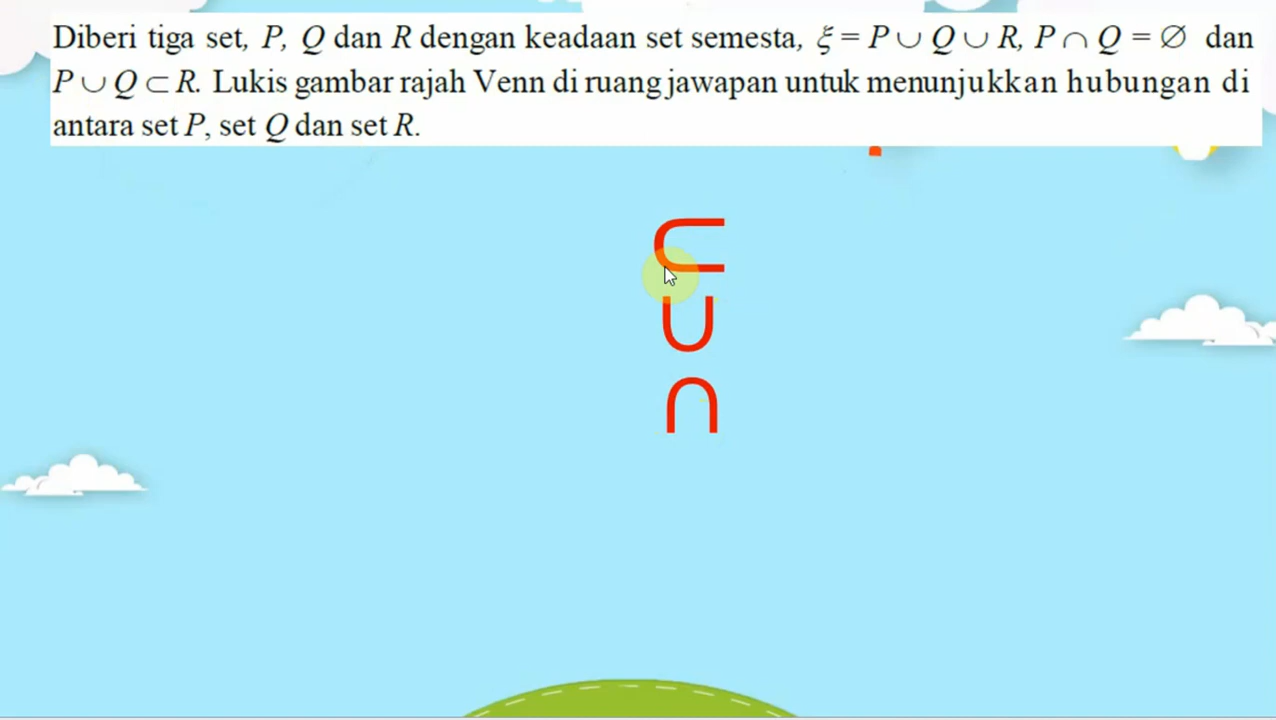 Diberi tiga set, P, Q dan R dengan keadaan set semesta, ξ = P ∪ Q ∪ R, P ∩ Q = ∅ dan
P ∪ Q ⊂ R. Lukis gambar rajah Venn di ruang jawapan untuk menunjukkan hubungan di
antara set P, set Q dan set R.
⊂
∪
∩